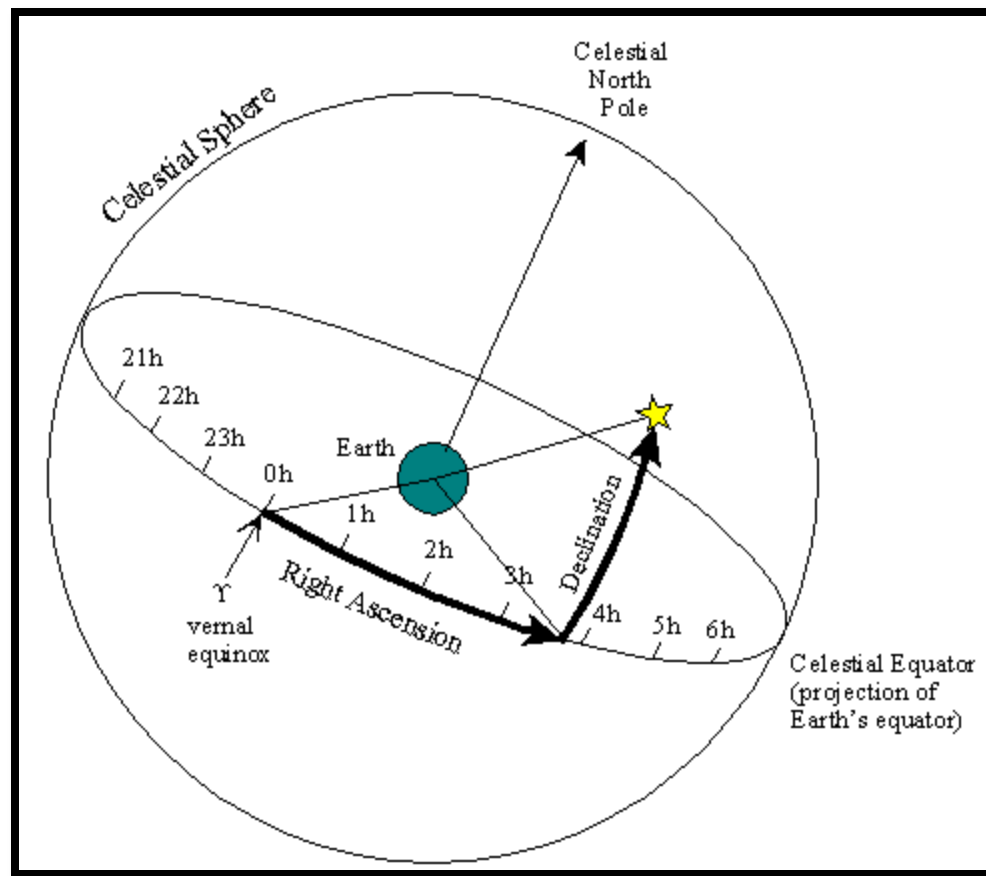 Celestial
North
Pole
Celestial Sphere
21h
22h
23h
0h
Earth
1h
2h
3h
4h
5h
6h
Declination
Right Ascension
♈
vernal
equinox
Celestial Equator
(projection of
Earth's equator)